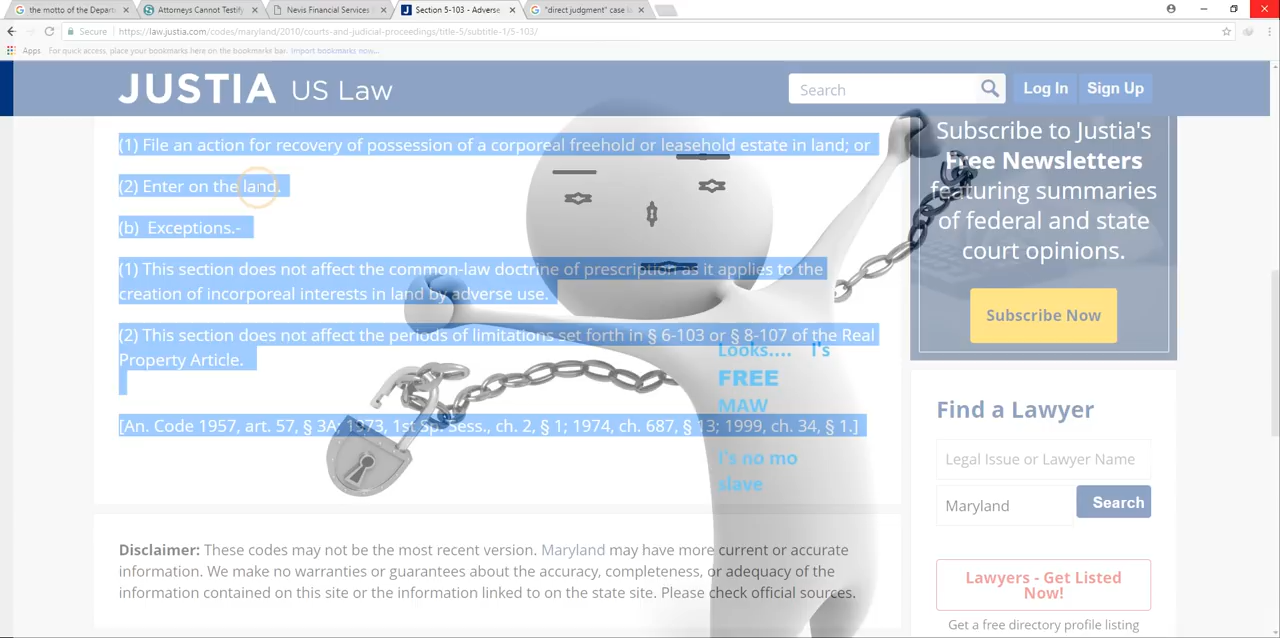 the motto of the Depart
Attorneys Cannot Testify
Nevis Financial Services
Section 5-103 - Adverse
"direct judgment" case l
Secure
https://law.justia.com/codes/maryland/2010/courts-and-judicial-proceedings/title-5/subtitle-1/5-103/
Apps
For quick access, place your bookmarks here on the bookmarks bar. Import bookmarks now...
JUSTIA US Law
Search
Log In
Sign Up
(1) File an action for recovery of possession of a corporeal freehold or leasehold estate in land; or
(2) Enter on the land.
(b) Exceptions.-
(1) This section does not affect the common-law doctrine of prescription as it applies to the
creation of incorporeal interests in land by adverse use.
(2) This section does not affect the periods of limitations set forth in § 6-103 or § 8-107 of the Real
Property Article.
[An. Code 1957, art. 57, § 3A; 1973, 1st Sp. Sess., ch. 2, § 1; 1974, ch. 687, § 13; 1999, ch. 34, § 1.]
Looks.... I's
FREE
MAW
I's no mo
slave
Disclaimer: These codes may not be the most recent version. Maryland may have more current or accurate
information. We make no warranties or guarantees about the accuracy, completeness, or adequacy of the
information contained on this site or the information linked to on the state site. Please check official sources.
Subscribe to Justia's
Free Newsletters
featuring summaries
of federal and state
court opinions.
Subscribe Now
Find a Lawyer
Legal Issue or Lawyer Name
Maryland
Search
Lawyers - Get Listed
Now!
Get a free directory profile listing